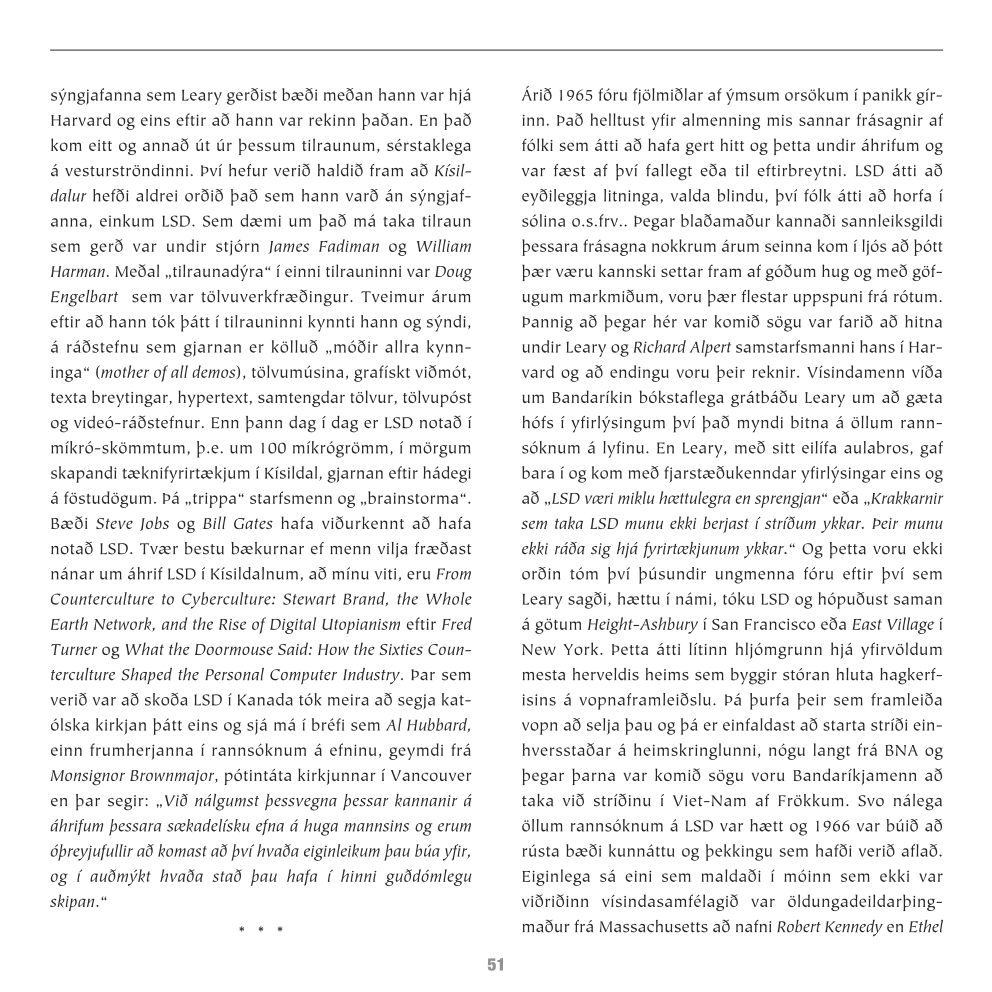 sýngjafanna sem Leary gerðist bæði meðan hann var hjá
Harvard og eins eftir að hann var rekinn þaðan. En það
kom eitt og annað út úr þessum tilraunum, sérstaklega
á vesturströndinni. Því hefur verið haldið fram að Kísil-
dalur hefði aldrei orðið það sem hann varð án sýngjaf-
anna, einkum LSD. Sem dæmi um það má taka tilraun
sem gerð var undir stjórn James Fadiman og William
Harman. Meðal „tilraunadýra“ í einni tilrauninni var Doug
Engelbart sem var tölvuverkfræðingur. Tveimur árum
eftir að hann tók þátt í tilrauninni kynnti hann og sýndi,
á ráðstefnu sem gjarnan er kölluð „móðir allra kynn-
inga“ (mother of all demos), tölvumúsina, grafískt viðmót,
texta breytingar, hypertext, samtengdar tölvur, tölvupóst
og videó-ráðstefnur. Enn þann dag í dag er LSD notað í
míkró-skömmtum, þ.e. um 100 míkrógrömm, í mörgum
skapandi tæknifyrirtækjum í Kísildal, gjarnan eftir hádegi
á föstudögum. Þá „trippa“ starfsmenn og „brainstorma“.
Bæði Steve Jobs og Bill Gates hafa viðurkennt að hafa
notað LSD. Tvær bestu bækurnar ef menn vilja fræðast
nánar um áhrif LSD í Kísildalnum, að mínu viti, eru From
Counterculture to Cyberculture: Stewart Brand, the Whole
Earth Network, and the Rise of Digital Utopianism eftir Fred
Turner og What the Doormouse Said: How the Sixties Coun-
terculture Shaped the Personal Computer Industry. Þar sem
verið var að skoða LSD í Kanada tók meira að segja kat-
ólska kirkjan þátt eins og sjá má í bréfi sem Al Hubbard,
einn frumherjanna í rannsóknum á efninu, geymdi frá
Monsignor Brownmajor, pótintáta kirkjunnar í Vancouver
en þar segir: „Við nálgumst þessvegna þessar kannanir á
áhrifum þessara sækadelísku efna á huga mannsins og erum
óþreyjufullir að komast að því hvaða eiginleikum þau búa yfir,
og í auðmýkt hvaða stað þau hafa í hinni guðdómlegu
skipan.“
* * *
Árið 1965 fóru fjölmiðlar af ýmsum orsökum í panikk gír-
inn. Það helltust yfir almenning mis sannar frásagnir af
fólki sem átti að hafa gert hitt og þetta undir áhrifum og
var fæst af því fallegt eða til eftirbreytni. LSD átti að
eyðileggja litninga, valda blindu, því fólk átti að horfa í
sólina o.s.frv.. Þegar blaðamaður kannaði sannleiksgildi
þessara frásagna nokkrum árum seinna kom í ljós að þótt
þær væru kannski settar fram af góðum hug og með göf-
ugum markmiðum, voru þær flestar uppspuni frá rótum.
Þannig að þegar hér var komið sögu var farið að hitna
undir Leary og Richard Alpert samstarfsmanni hans í Har-
vard og að endingu voru þeir reknir. Vísindamenn víða
um Bandaríkin bókstaflega grátbáðu Leary um að gæta
hófs í yfirlýsingum því það myndi bitna á öllum rann-
sóknum á lyfinu. En Leary, með sitt eilífa aulabros, gaf
bara í og kom með fjarstæðukenndar yfirlýsingar eins og
að „LSD væri miklu hættulegra en sprengjan“ eða „Krakkarnir
sem taka LSD munu ekki berjast í stríðum ykkar. Þeir munu
ekki ráða sig hjá fyrirtækjunum ykkar.“ Og þetta voru ekki
orðin tóm því þúsundir ungmenna fóru eftir því sem
Leary sagði, hættu í námi, tóku LSD og hópuðust saman
á götum Height-Ashbury í San Francisco eða East Village í
New York. Þetta átti lítinn hljómgrunn hjá yfirvöldum
mesta herveldis heims sem byggir stóran hluta hagkerf-
isins á vopnaframleiðslu. Þá þurfa þeir sem framleiða
vopn að selja þau og þá er einfaldast að starta stríði ein-
hversstaðar á heimskringlunni, nógu langt frá BNA og
þegar þarna var komið sögu voru Bandaríkjamenn að
taka við stríðinu í Viet-Nam af Frökkum. Svo nálega
öllum rannsóknum á LSD var hætt og 1966 var búið að
rústa bæði kunnáttu og þekkingu sem hafði verið aflað.
Eiginlega sá eini sem maldaði í móinn sem ekki var
viðriðinn vísindasamfélagið var öldungadeildarþing-
maður frá Massachusetts að nafni Robert Kennedy en Ethel
51